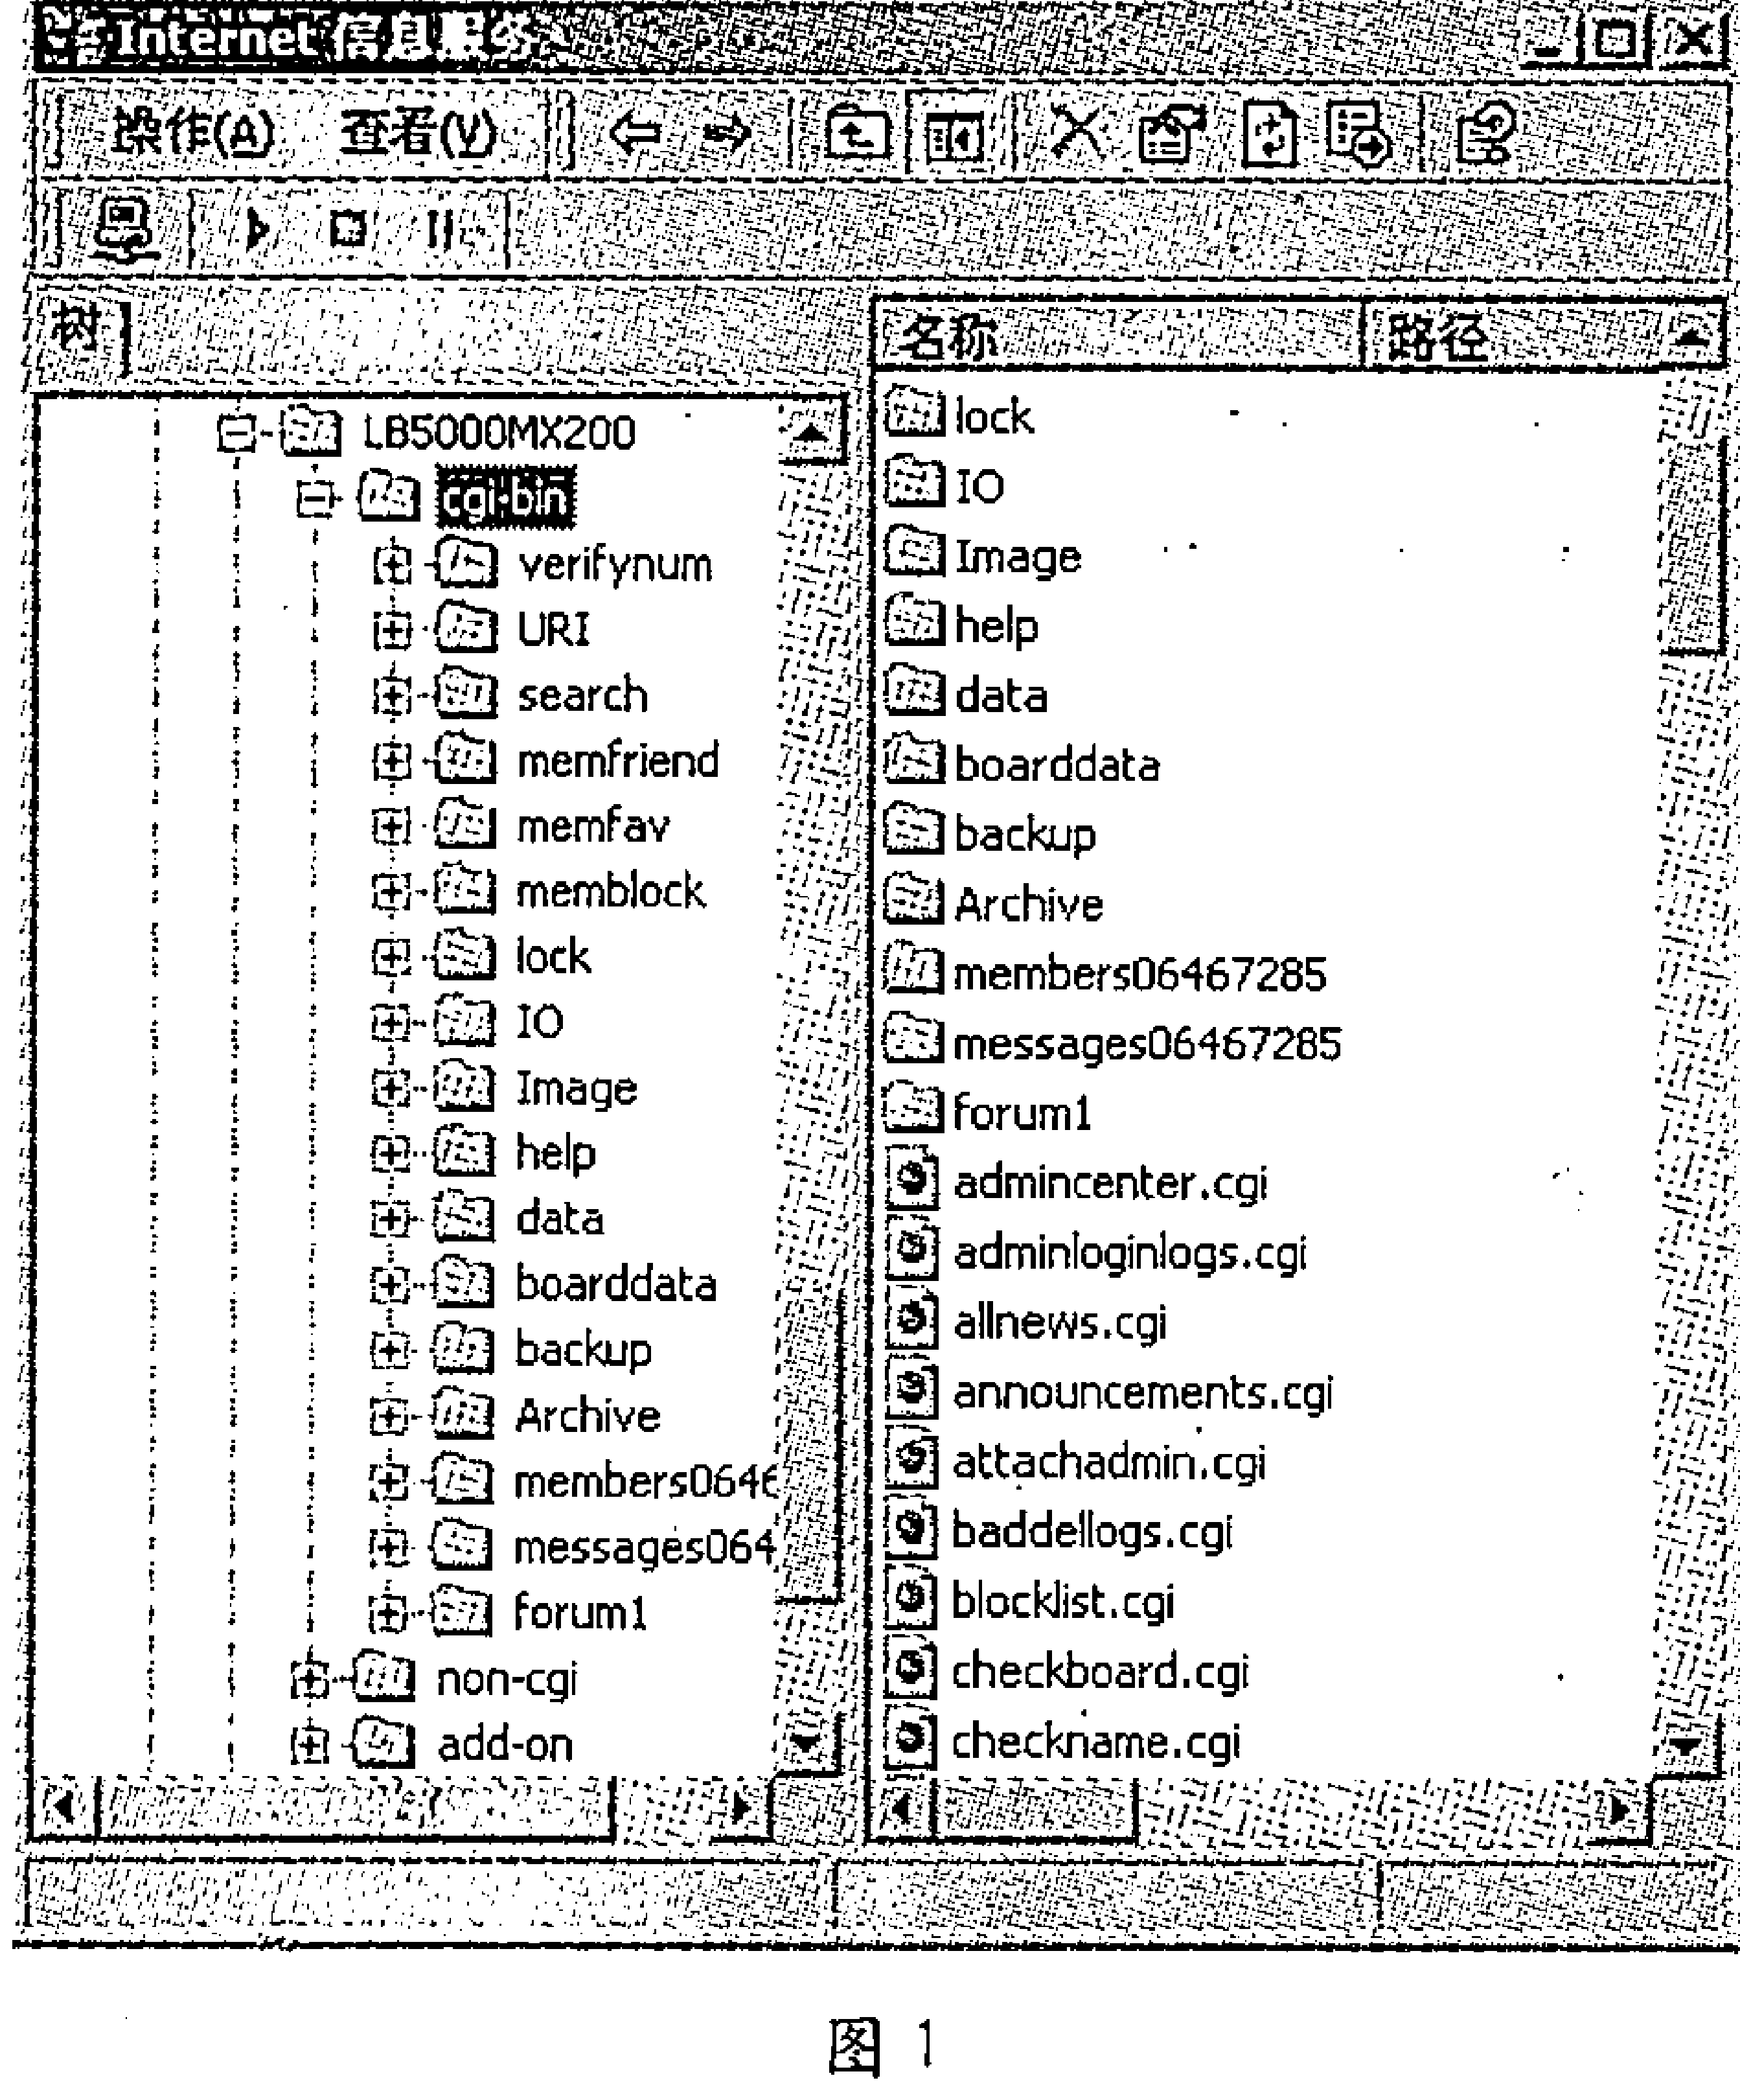 Internet 信息服务
操作(A) 查看(V)
树
LB5000MX200
cgi-bin
verifynum
URI
search
memfriend
memfav
memblock
lock
IO
Image
help
data
boarddata
backup
Archive
members0646
messages064
forum1
non-cgi
add-on
名称 路径
lock
IO
Image
help
data
boarddata
backup
Archive
members06467285
messages06467285
forum1
admincenter.cgi
adminloginlogs.cgi
allnews.cgi
announcements.cgi
attachadmin.cgi
baddellogs.cgi
blocklist.cgi
checkboard.cgi
checkname.cgi
图 1